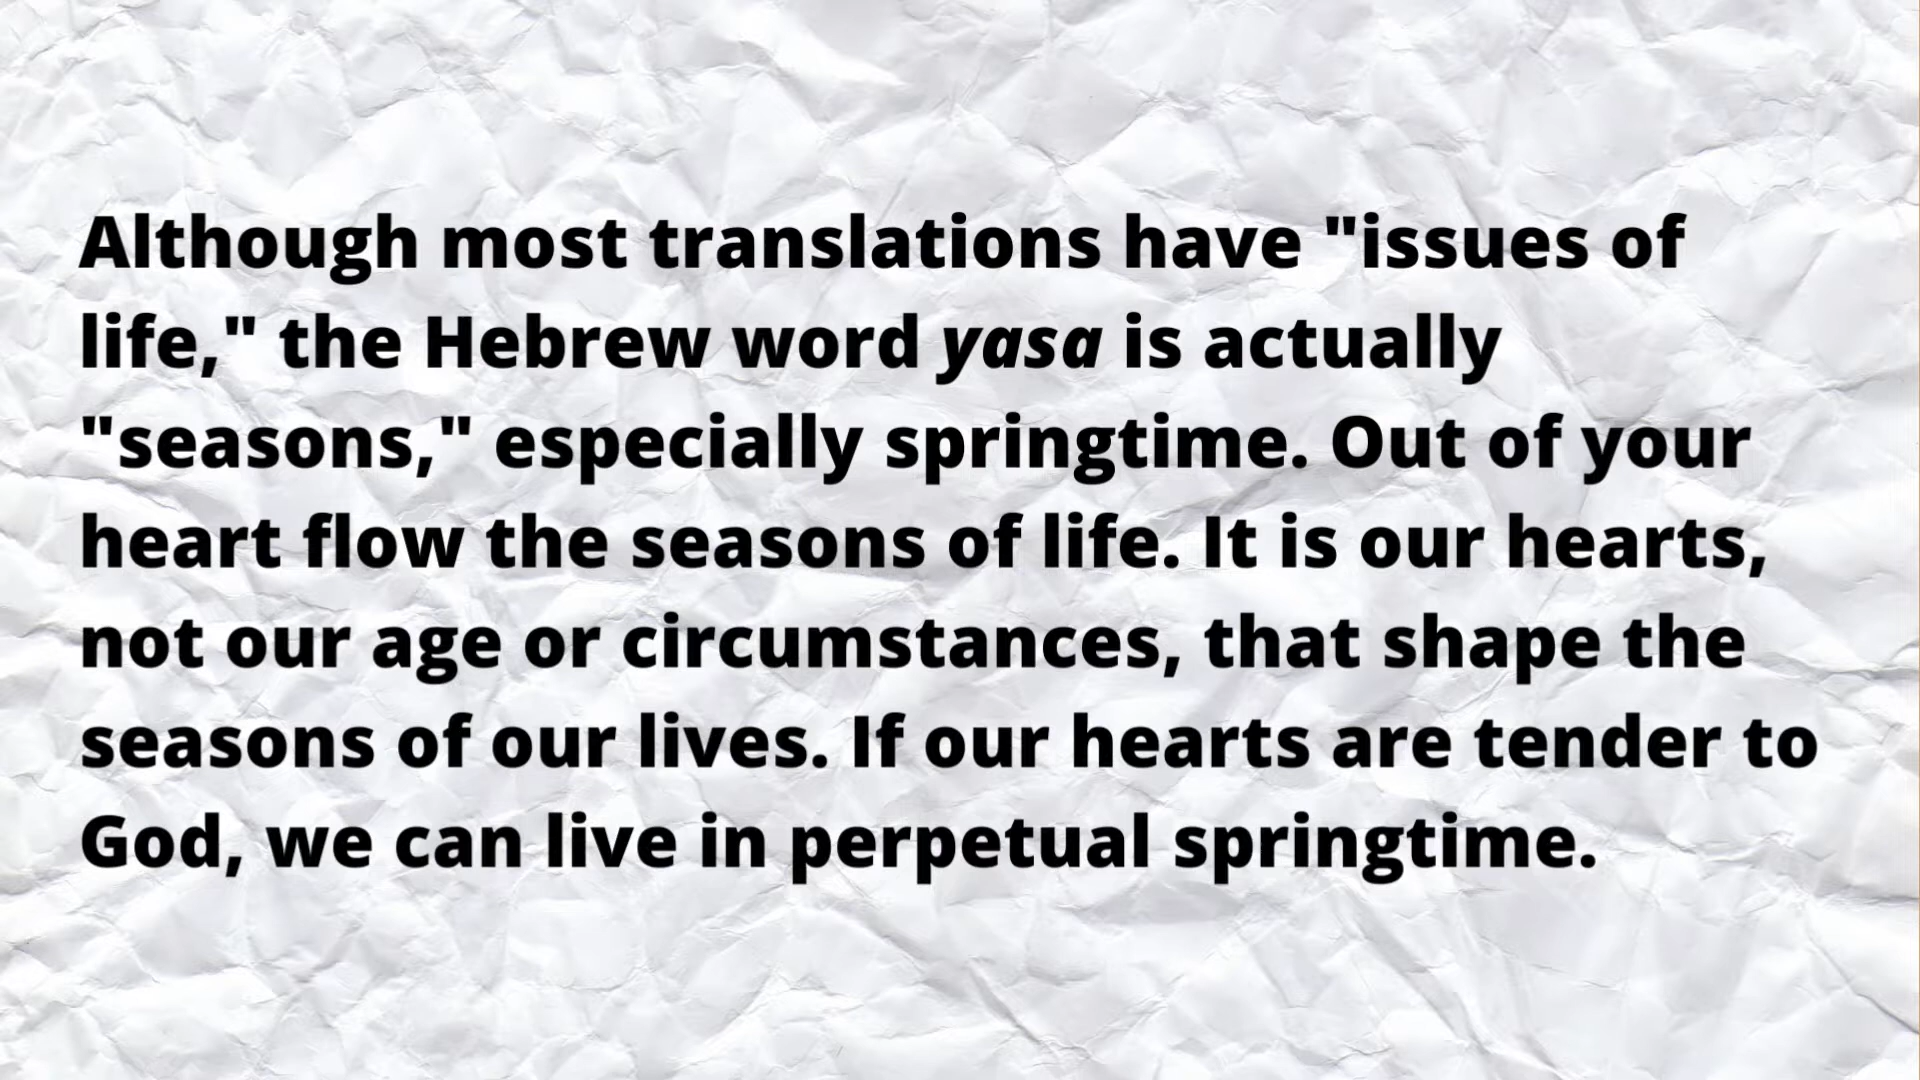 Although most translations have "issues of
life," the Hebrew word yasa is actually
"seasons," especially springtime. Out of your
heart flow the seasons of life. It is our hearts,
not our age or circumstances, that shape the
seasons of our lives. If our hearts are tender to
God, we can live in perpetual springtime.